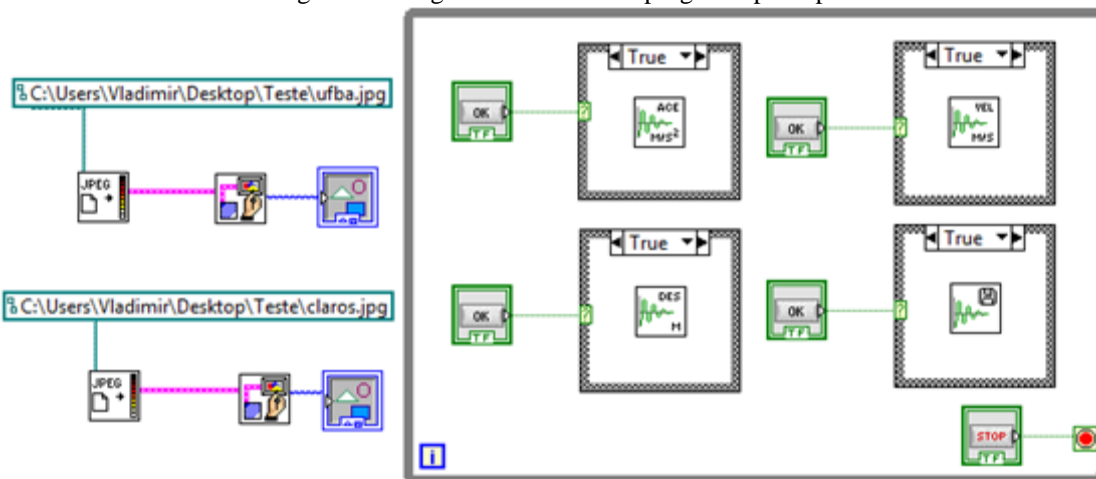 C:\Users\Vladimir\Desktop\Teste\ufba.jpg
JPEG
C:\Users\Vladimir\Desktop\Teste\claros.jpg
JPEG
True
OK
TF
?
ACE
M/S²
True
OK
TF
?
VEL
M/S
True
OK
TF
?
DES
M
True
OK
TF
?
STOP
TF
i